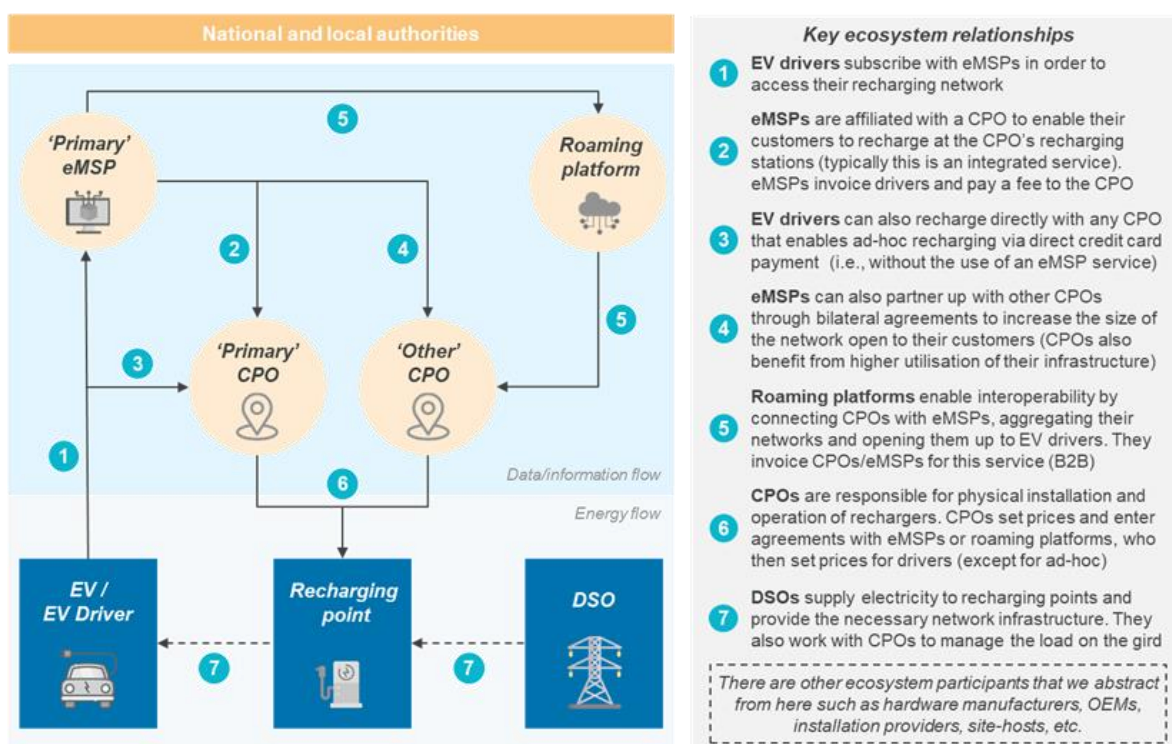 National and local authorities
5
'Primary'
eMSP
Roaming
platform
2
4
5
3
'Primary'
CPO
'Other'
CPO
1
6
Data/information flow
Energy flow
EV /
EV Driver
Recharging
point
DSO
7
7
Key ecosystem relationships
1
EV drivers subscribe with eMSPs in order to
access their recharging network
2
eMSPs are affiliated with a CPO to enable their
customers to recharge at the CPO's recharging
stations (typically this is an integrated service).
eMSPs invoice drivers and pay a fee to the CPO
3
EV drivers can also recharge directly with any CPO
that enables ad-hoc recharging via direct credit card
payment (i.e., without the use of an eMSP service)
4
eMSPs can also partner up with other CPOs
through bilateral agreements to increase the size of
the network open to their customers (CPOs also
benefit from higher utilisation of their infrastructure)
5
Roaming platforms enable interoperability by
connecting CPOs with eMSPs, aggregating their
networks and opening them up to EV drivers. They
invoice CPOs/eMSPs for this service (B2B)
6
CPOs are responsible for physical installation and
operation of rechargers. CPOs set prices and enter
agreements with eMSPs or roaming platforms, who
then set prices for drivers (except for ad-hoc)
7
DSOs supply electricity to recharging points and
provide the necessary network infrastructure. They
also work with CPOs to manage the load on the gird
There are other ecosystem participants that we abstract
from here such as hardware manufacturers, OEMs,
installation providers, site-hosts, etc.